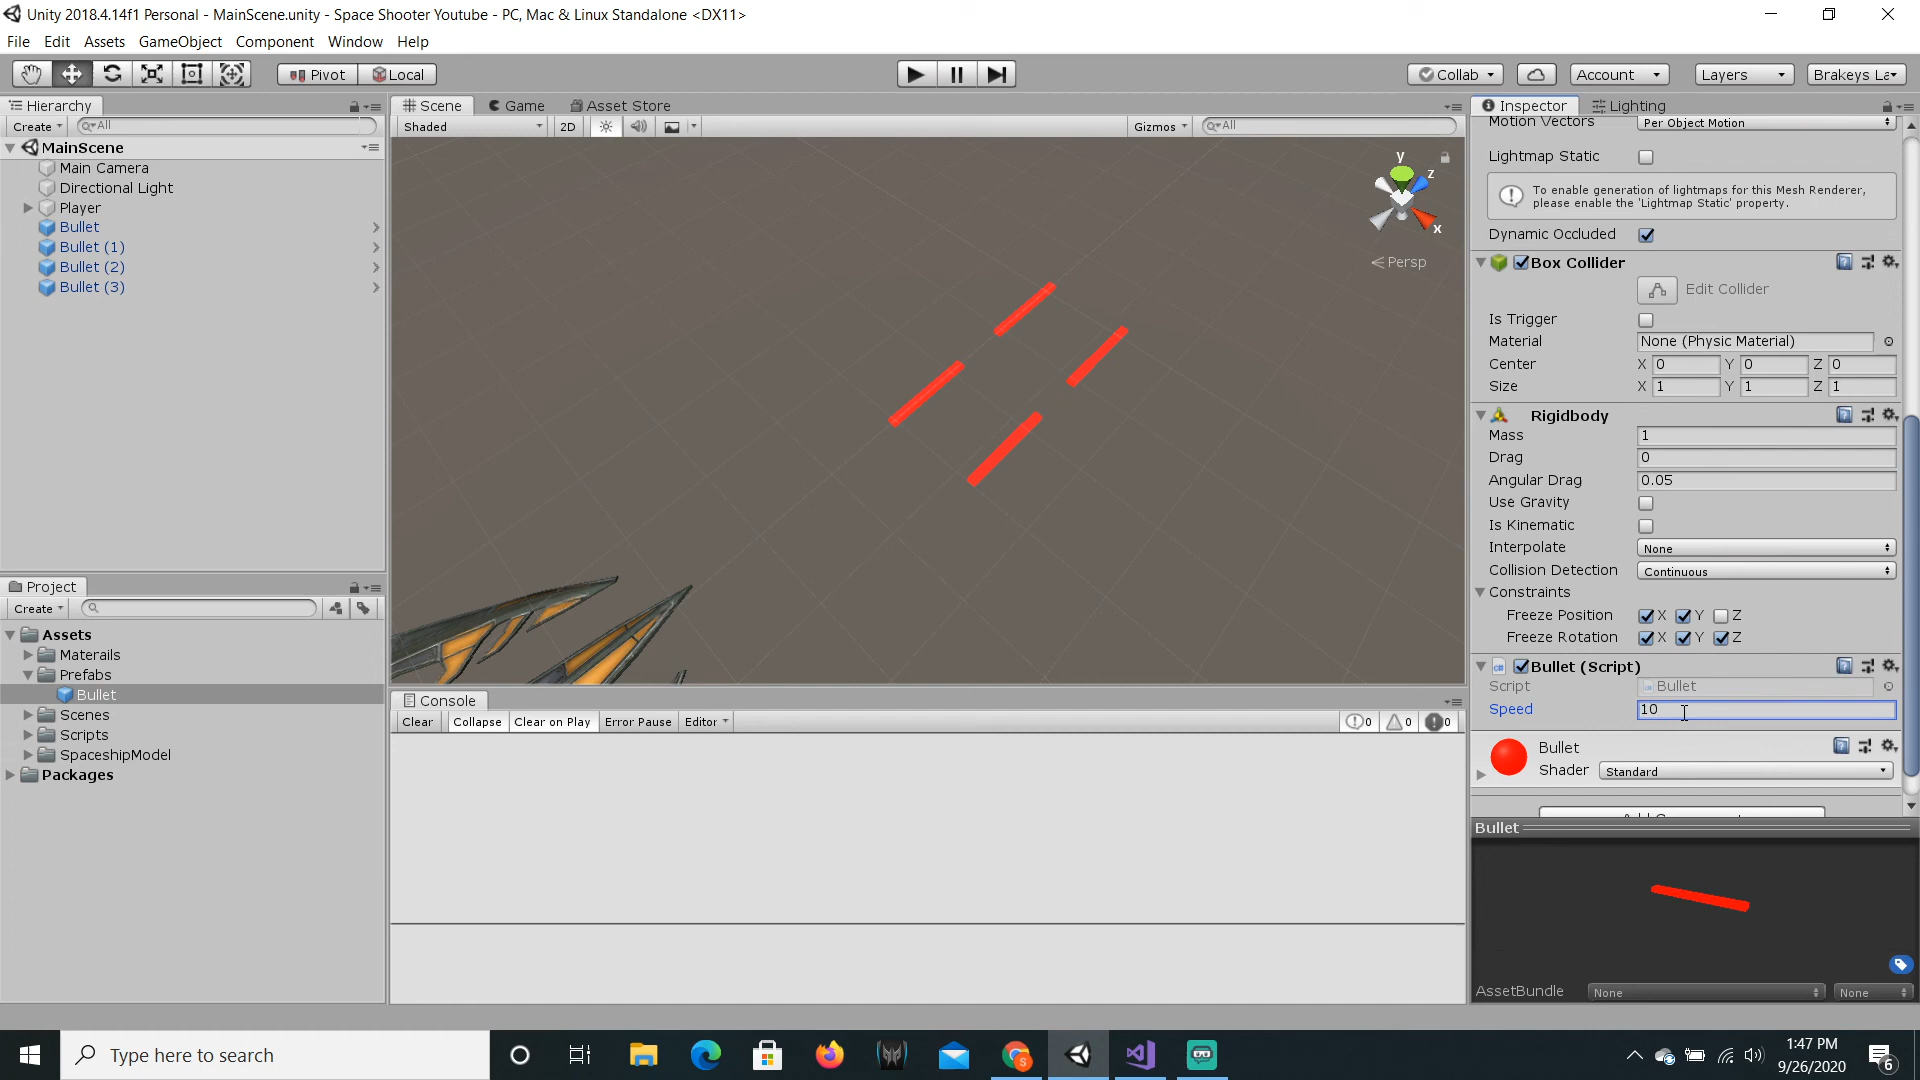 Unity 2018.4.14f1 Personal - MainScene.unity - Space Shooter Youtube - PC, Mac & Linux Standalone <DX11>
File Edit Assets GameObject Component Window Help
Pivot Local Collab Account Layers Brakeys La
Hierarchy
Create All
MainScene
Main Camera
Directional Light
Player
Bullet
Bullet (1)
Bullet (2)
Bullet (3)
Project
Create
Assets
Materails
Prefabs
Bullet
Scenes
Scripts
SpaceshipModel
Packages
Scene Game Asset Store
Shaded 2D Gizmos All
y
z
x
Persp
Console
Clear Collapse Clear on Play Error Pause Editor 0 0 0
Inspector Lighting
Motion Vectors Per Object Motion
Lightmap Static
To enable generation of lightmaps for this Mesh Renderer,
please enable the 'Lightmap Static' property.
Dynamic Occluded
Box Collider
Edit Collider
Is Trigger
Material None (Physic Material)
Center X 0 Y 0 Z 0
Size X 1 Y 1 Z 1
Rigidbody
Mass 1
Drag 0
Angular Drag 0.05
Use Gravity
Is Kinematic
Interpolate None
Collision Detection Continuous
Constraints
Freeze Position X Y Z
Freeze Rotation X Y Z
Bullet (Script)
Script Bullet
Speed 10
Bullet
Shader Standard
Bullet
AssetBundle None None
Type here to search
1:47 PM
9/26/2020
6